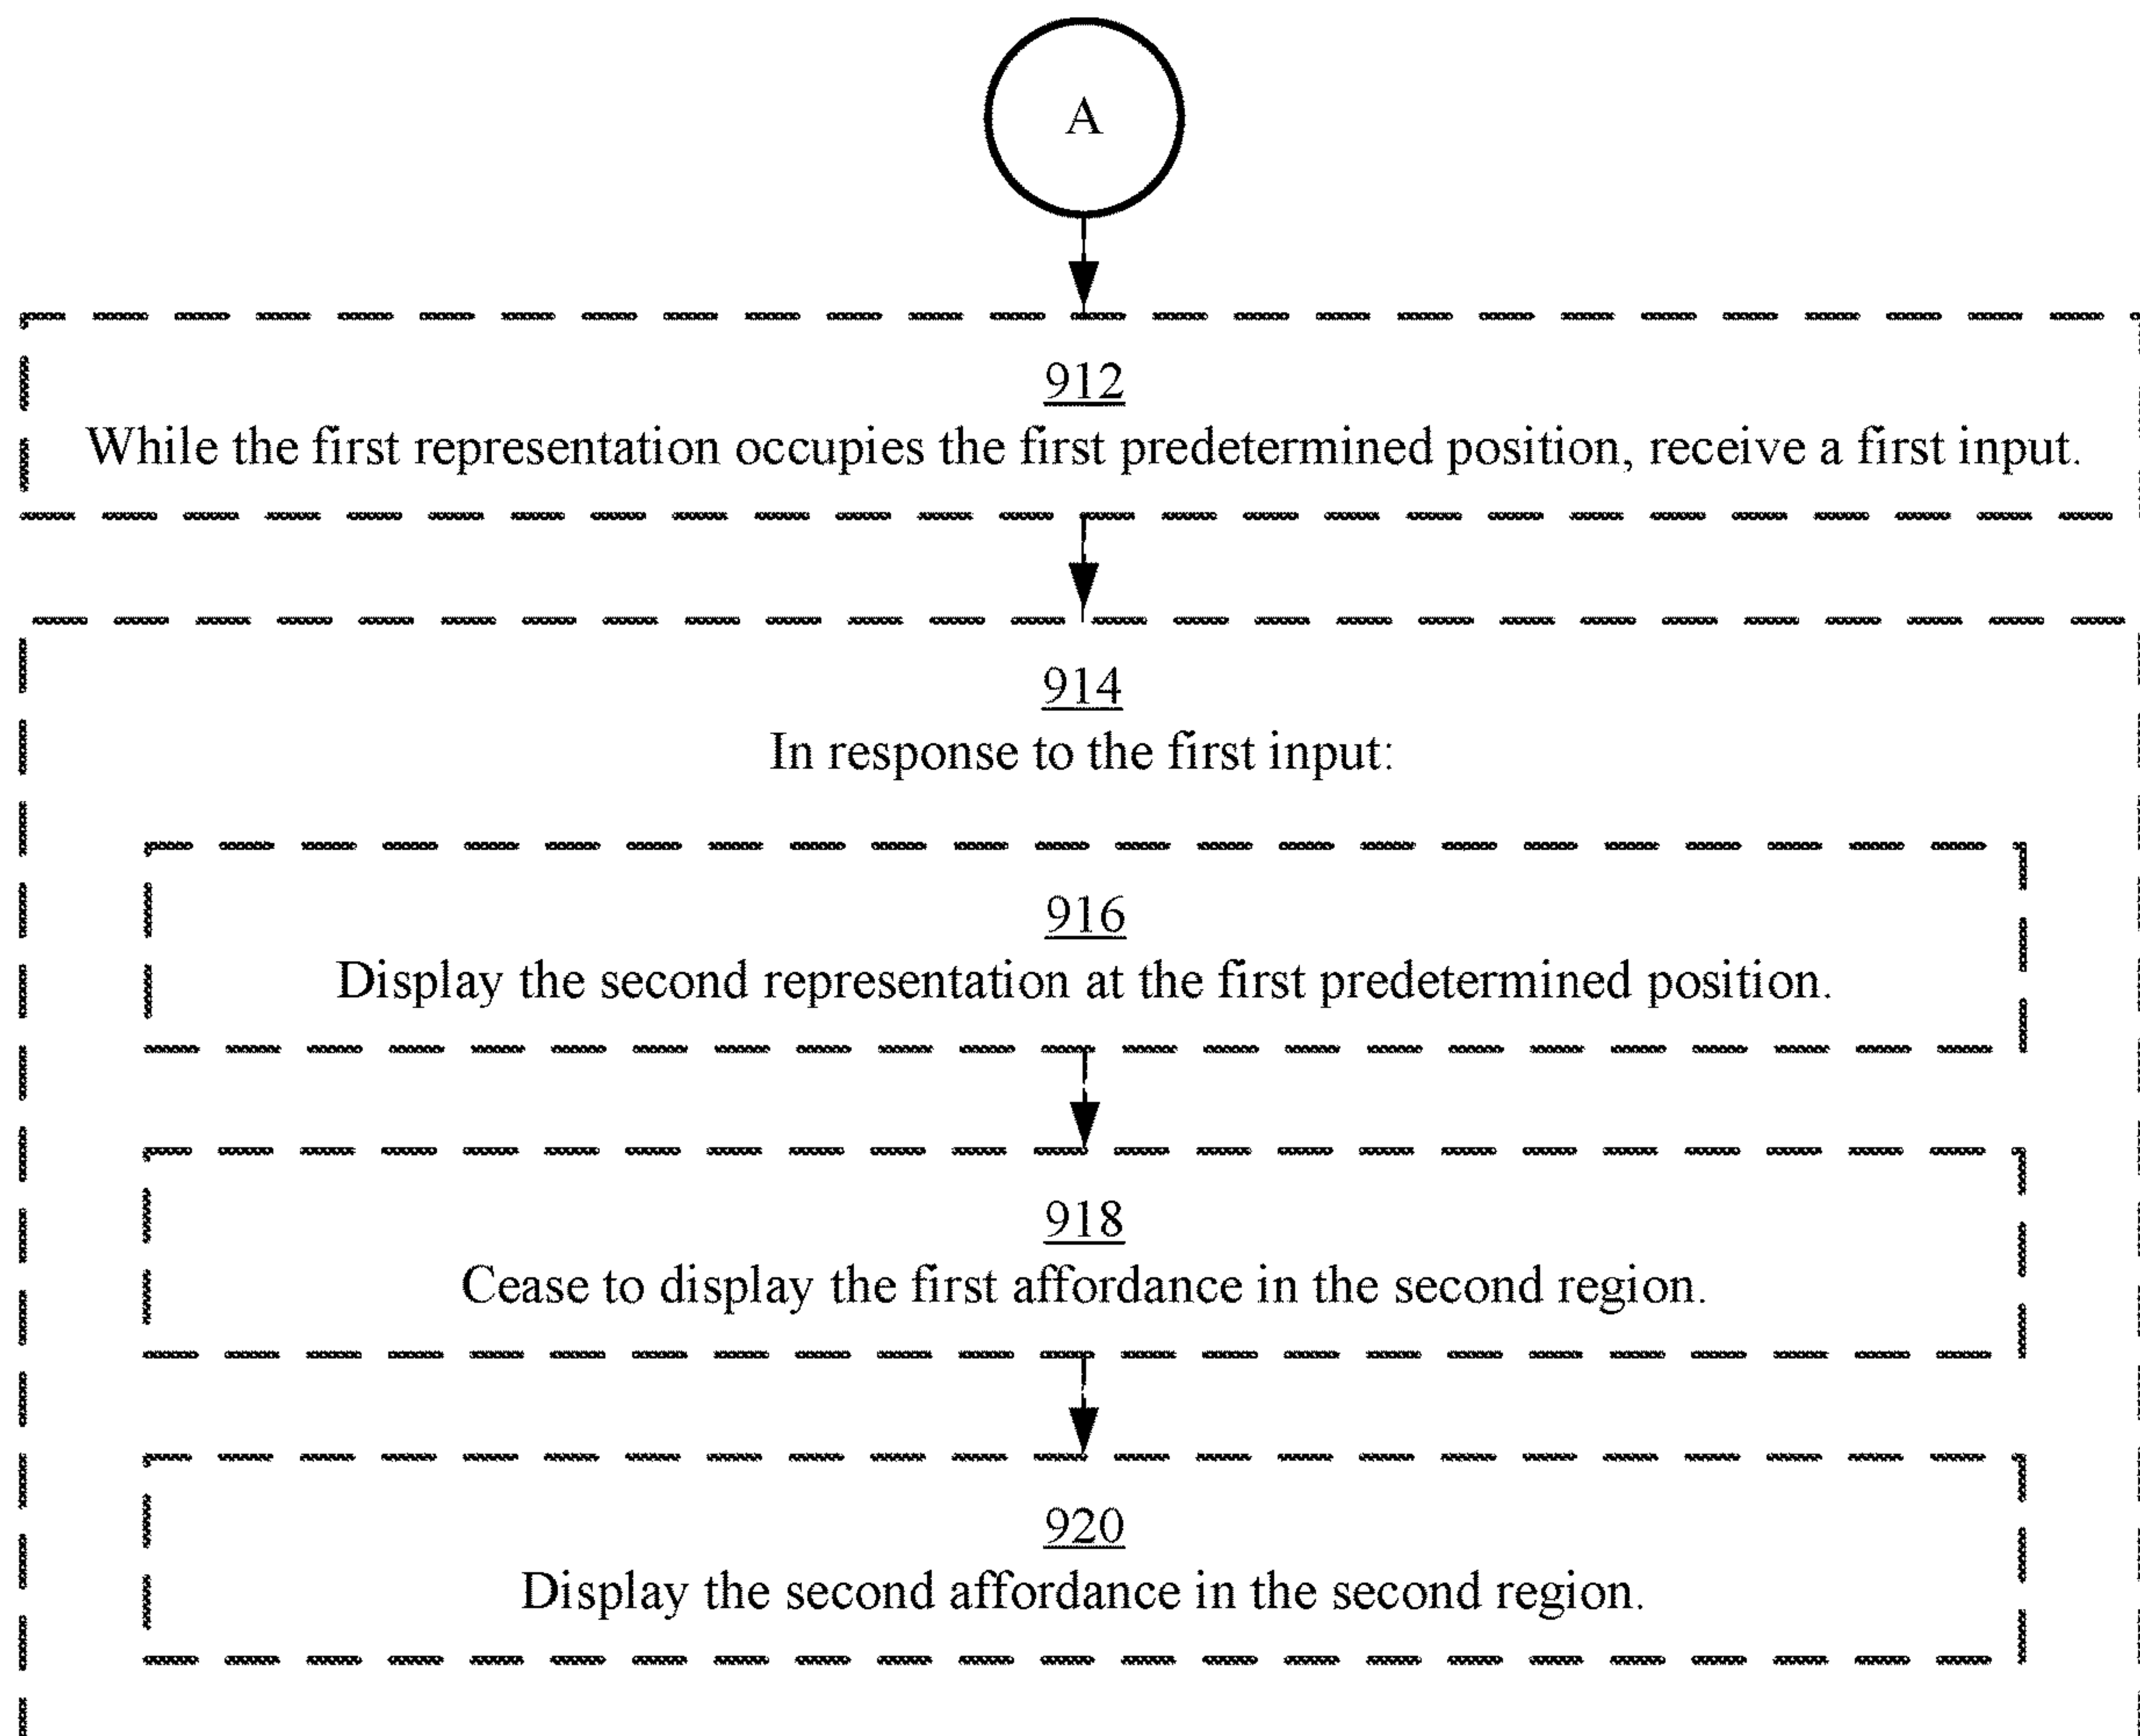 A
912
While the first representation occupies the first predetermined position, receive a first input.
914
In response to the first input:
916
Display the second representation at the first predetermined position.
918
Cease to display the first affordance in the second region.
920
Display the second affordance in the second region.